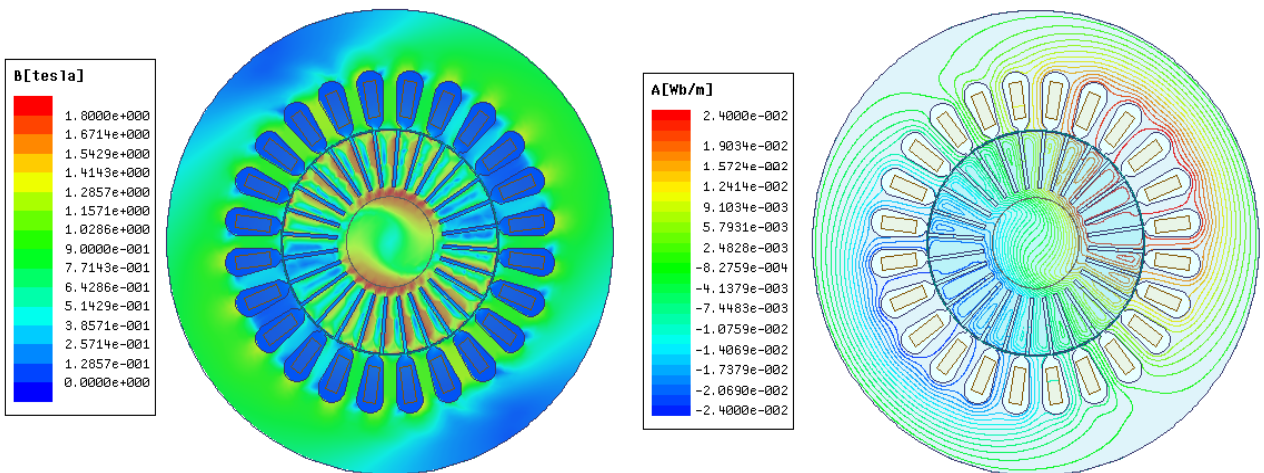 B[tesla]
1.8000e+000
1.6714e+000
1.5429e+000
1.4143e+000
1.2857e+000
1.1571e+000
1.0286e+000
9.0000e-001
7.7143e-001
6.4286e-001
5.1429e-001
3.8571e-001
2.5714e-001
1.2857e-001
0.0000e+000
A[Wb/m]
2.4000e-002
1.9034e-002
1.5724e-002
1.2414e-002
9.1034e-003
5.7931e-003
2.4828e-003
-8.2759e-004
-4.1379e-003
-7.4483e-003
-1.0759e-002
-1.4069e-002
-1.7379e-002
-2.0690e-002
-2.4000e-002